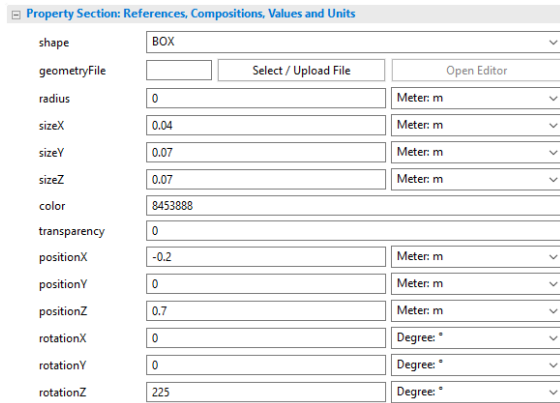 Property Section: References, Compositions, Values and Units
shape BOX
geometryFile Select / Upload File Open Editor
radius 0 Meter: m
sizeX 0.04 Meter: m
sizeY 0.07 Meter: m
sizeZ 0.07 Meter: m
color 8453888
transparency 0
positionX -0.2 Meter: m
positionY 0 Meter: m
positionZ 0.7 Meter: m
rotationX 0 Degree: °
rotationY 0 Degree: °
rotationZ 225 Degree: °